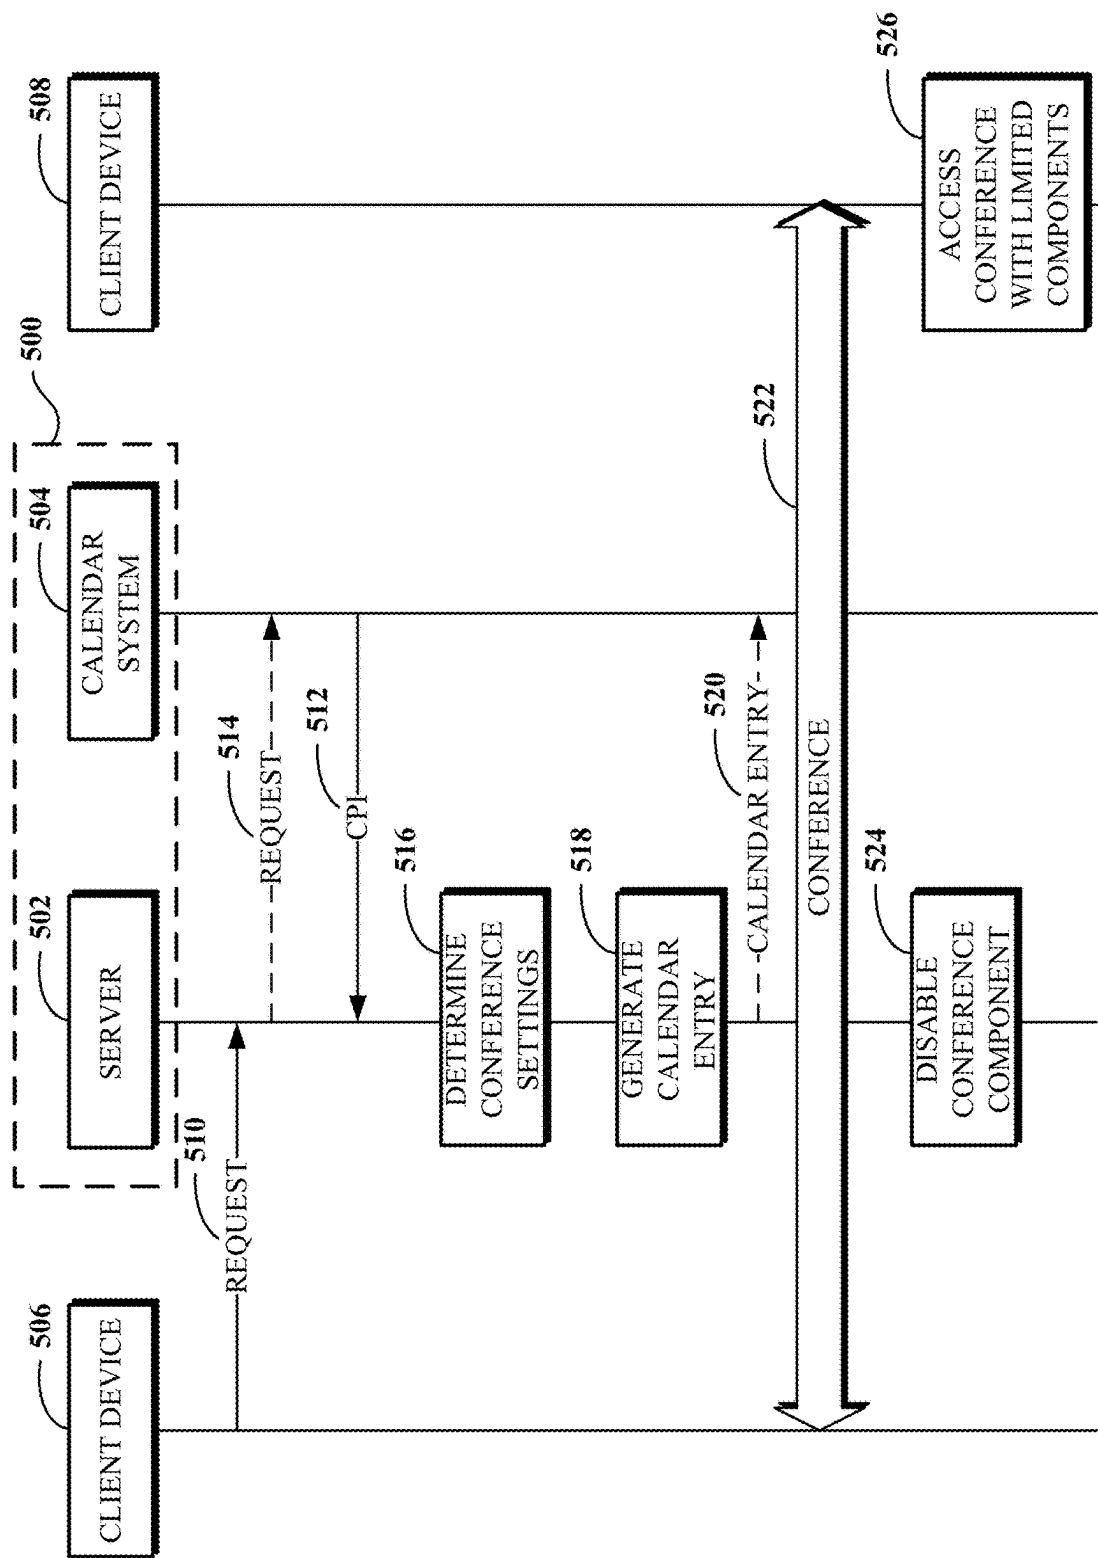 500
506
CLIENT DEVICE
502
SERVER
504
CALENDAR
SYSTEM
508
CLIENT DEVICE
510
REQUEST
514
REQUEST
512
CPI
516
DETERMINE
CONFERENCE
SETTINGS
518
GENERATE
CALENDAR
ENTRY
520
CALENDAR ENTRY
522
CONFERENCE
524
DISABLE
CONFERENCE
COMPONENT
526
ACCESS
CONFERENCE
WITH LIMITED
COMPONENTS